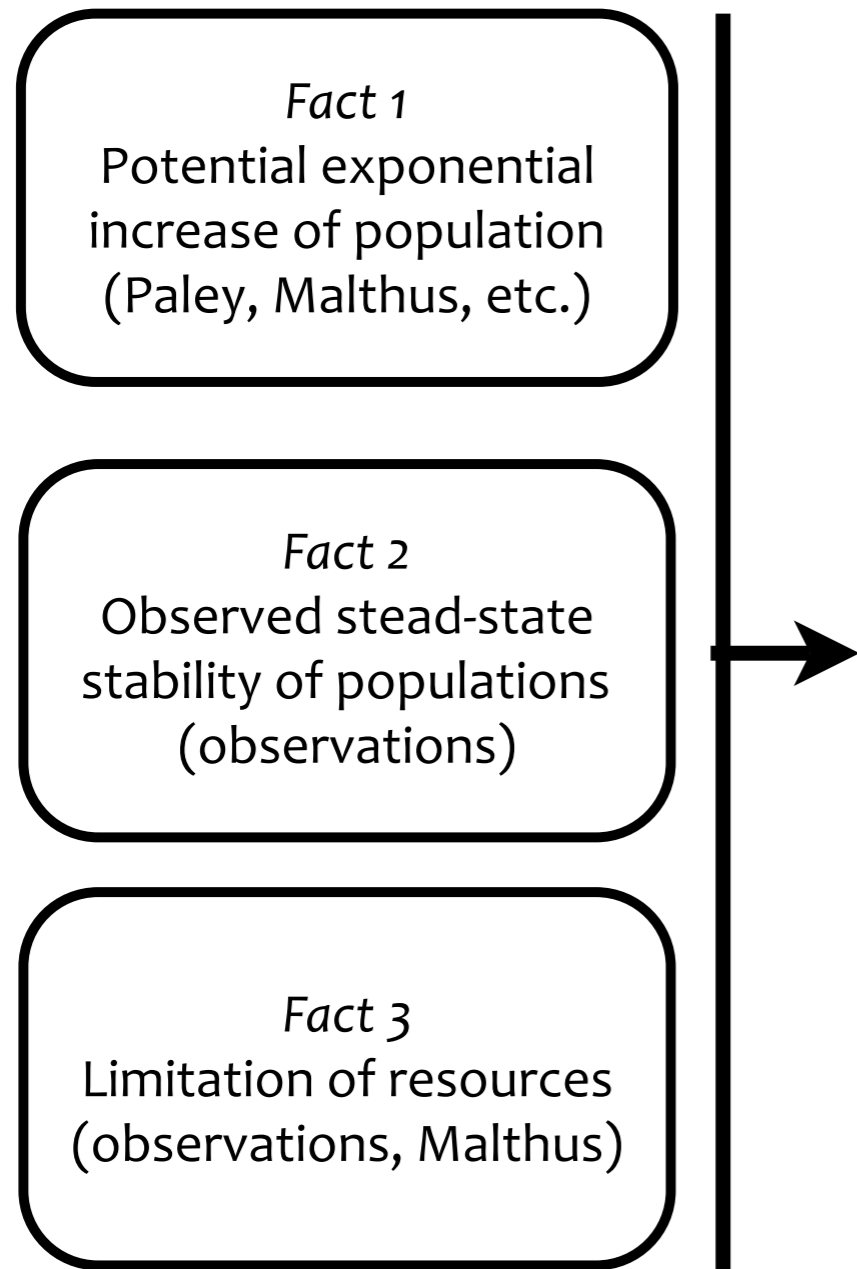 Fact 1
Potential exponential
increase of population
(Paley, Malthus, etc.)
Fact 2
Observed stead-state
stability of populations
(observations)
Fact 3
Limitation of resources
(observations, Malthus)